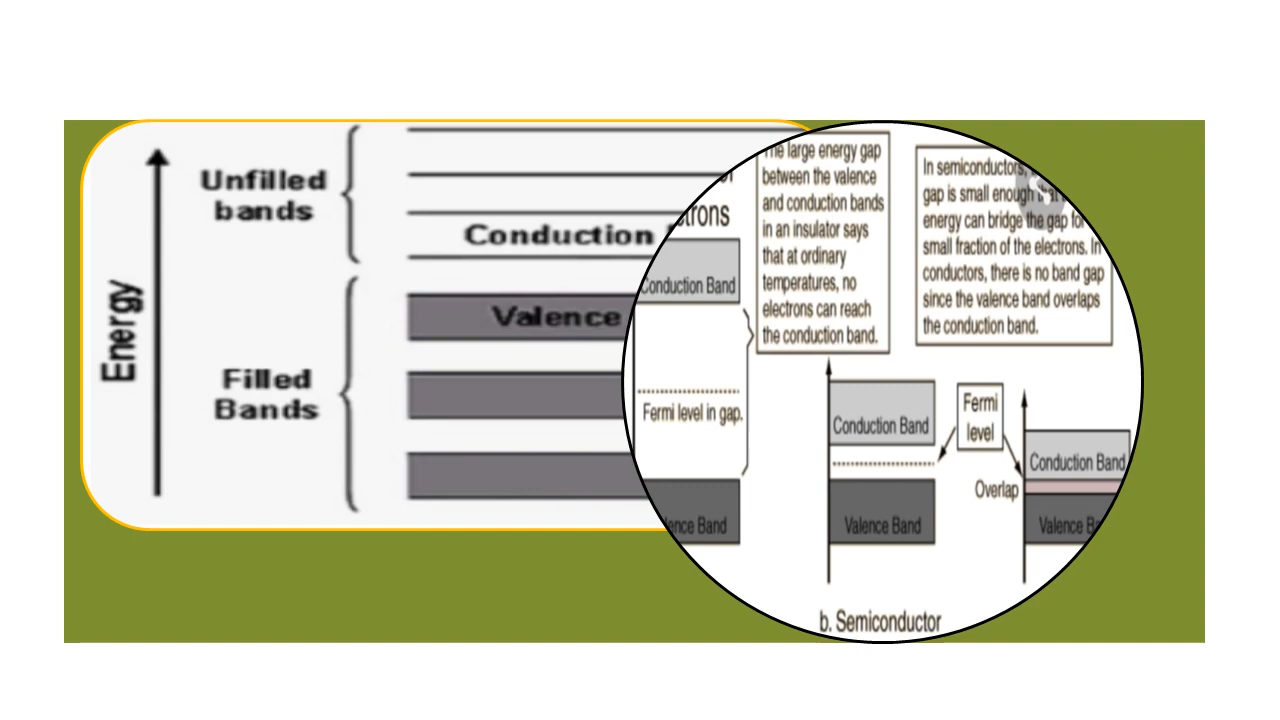 Energy
Unfilled
bands
Conduction
Filled
Bands
Valence
trons
Conduction Band
Fermi level in gap.
Band
The large energy gap
between the valence
and conduction bands
in an insulator says
that at ordinary
temperatures, no
electrons can reach
the conduction band.
In semiconductors,
gap is small enough that
energy can bridge the gap for
small fraction of the electrons. In
conductors, there is no band gap
since the valence band overlaps
the conduction band.
Conduction Band
Valence Band
Fermi
level
Overlap
Conduction Band
Valence
b. Semiconductor